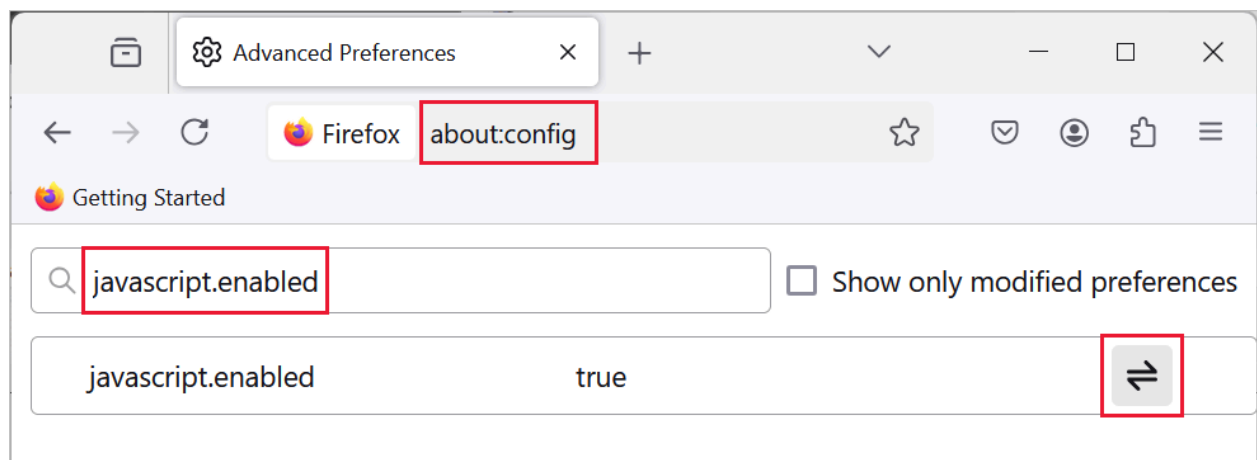 Advanced Preferences
Firefox about:config
Getting Started
javascript.enabled Show only modified preferences
javascript.enabled true